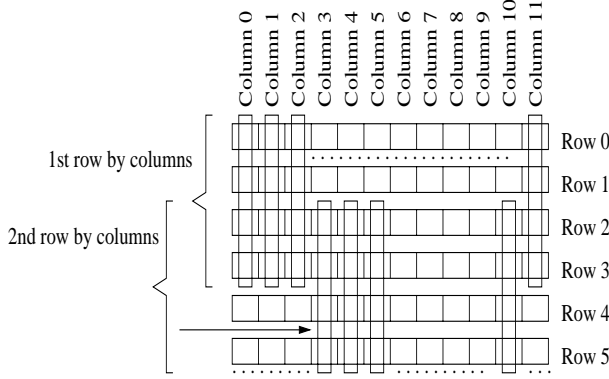 Column 0
Column 1
Column 2
Column 3
Column 4
Column 5
Column 6
Column 7
Column 8
Column 9
Column 10
Column 11
Row 0
1st row by columns
Row 1
Row 2
2nd row by columns
Row 3
Row 4
Row 5